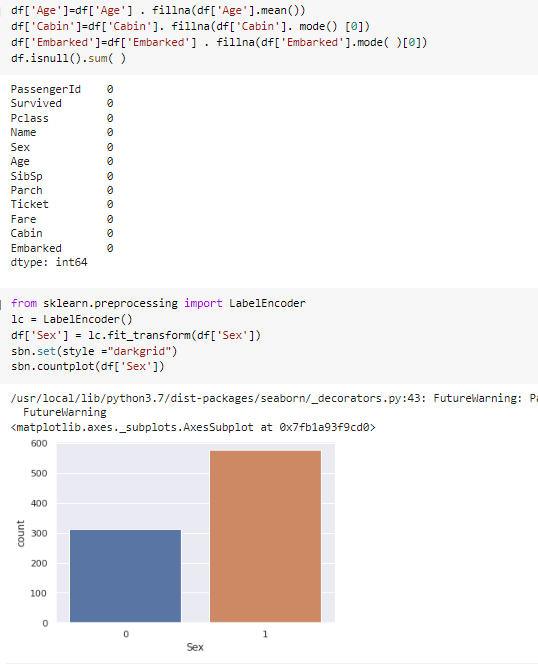 df['Age']=df['Age'] . fillna(df['Age'].mean())
df['Cabin']=df['Cabin']. fillna(df['Cabin']. mode() [0])
df['Embarked']=df['Embarked'] . fillna(df['Embarked'].mode( )[0])
df.isnull().sum( )
PassengerId 0
Survived 0
Pclass 0
Name 0
Sex 0
Age 0
SibSp 0
Parch 0
Ticket 0
Fare 0
Cabin 0
Embarked 0
dtype: int64
from sklearn.preprocessing import LabelEncoder
lc = LabelEncoder()
df['Sex'] = lc.fit_transform(df['Sex'])
sbn.set(style ="darkgrid")
sbn.countplot(df['Sex'])
/usr/local/lib/python3.7/dist-packages/seaborn/_decorators.py:43: FutureWarning:
FutureWarning
<matplotlib.axes._subplots.AxesSubplot at 0x7fb1a93f9cd0>
600
500
400
300
200
100
0
count
0 1
Sex